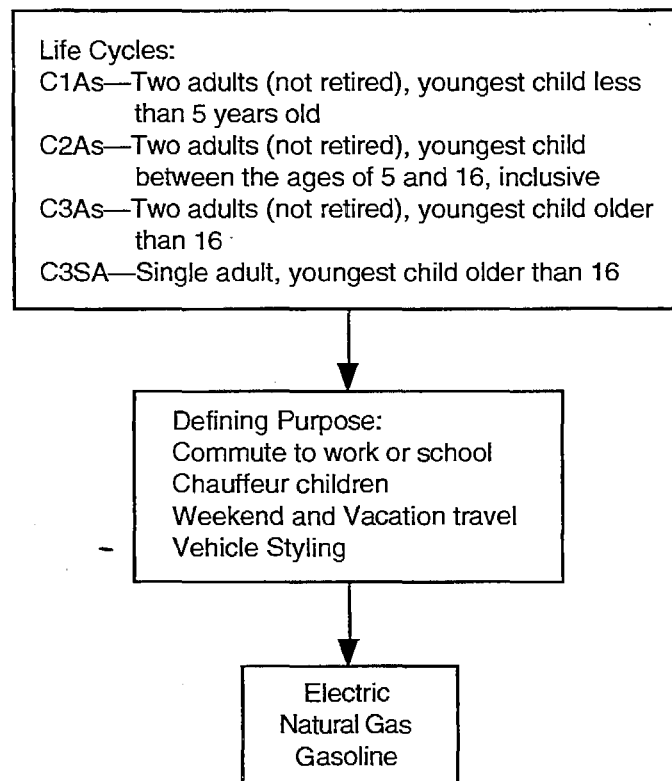 Life Cycles:
C1As—Two adults (not retired), youngest child less
than 5 years old
C2As—Two adults (not retired), youngest child
between the ages of 5 and 16, inclusive
C3As—Two adults (not retired), youngest child older
than 16
C3SA—Single adult, youngest child older than 16
Defining Purpose:
Commute to work or school
Chauffeur children
Weekend and Vacation travel
Vehicle Styling
Electric
Natural Gas
Gasoline